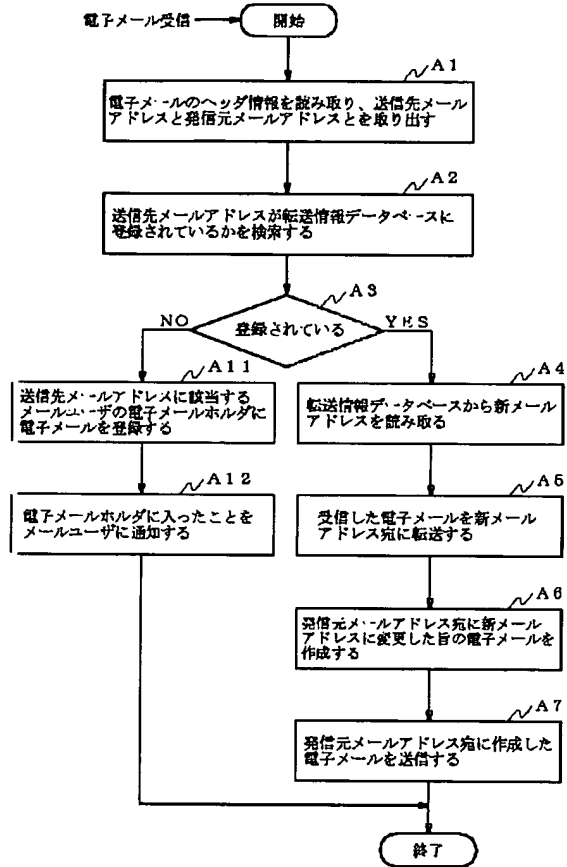 電子メール受信
開始
A1
電子メールのヘッダ情報を読み取り、送信先メール
アドレスと発信元メールアドレスとを取り出す
A2
送信先メールアドレスが転送情報データベースに
登録されているかを検索する
A3
登録されている
NO
YES
A11
送信先メールアドレスに該当する
メールユーザの電子メールホルダに
電子メールを登録する
A4
転送情報データベースから新メール
アドレスを読み取る
A12
電子メールホルダに入ったことを
メールユーザに通知する
A5
受信した電子メールを新メール
アドレス宛に転送する
A6
発信元メールアドレス宛に新メール
アドレスに変更した旨の電子メールを
作成する
A7
発信元メールアドレス宛に作成した
電子メールを送信する
終了